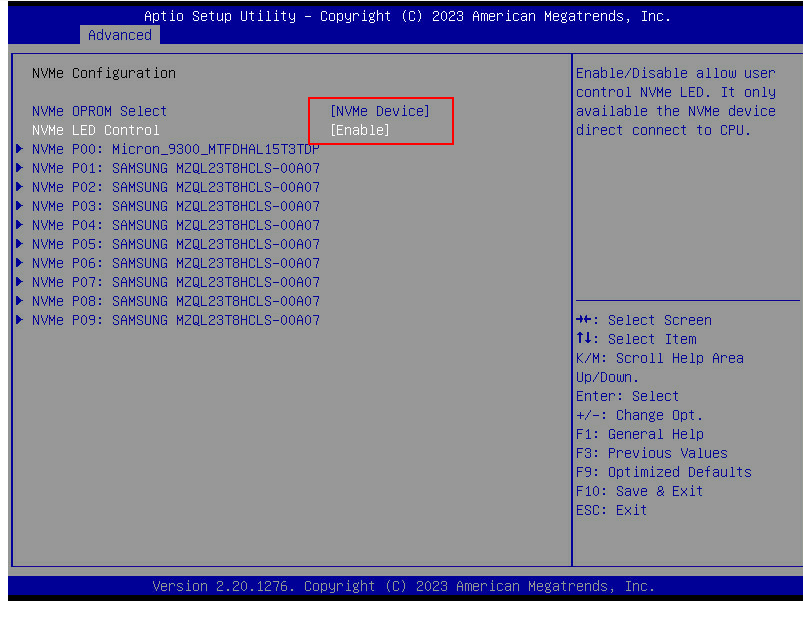 Aptio Setup Utility – Copyright (C) 2023 American Megatrends, Inc.
Advanced
NVMe Configuration
NVMe OPROM Select [NVMe Device]
NVMe LED Control [Enable]
NVMe P00: Micron_9300_MTFDHAL15T3TDP
NVMe P01: SAMSUNG MZQL23T8HCLS-00A07
NVMe P02: SAMSUNG MZQL23T8HCLS-00A07
NVMe P03: SAMSUNG MZQL23T8HCLS-00A07
NVMe P04: SAMSUNG MZQL23T8HCLS-00A07
NVMe P05: SAMSUNG MZQL23T8HCLS-00A07
NVMe P06: SAMSUNG MZQL23T8HCLS-00A07
NVMe P07: SAMSUNG MZQL23T8HCLS-00A07
NVMe P08: SAMSUNG MZQL23T8HCLS-00A07
NVMe P09: SAMSUNG MZQL23T8HCLS-00A07
Enable/Disable allow user
control NVMe LED. It only
available the NVMe device
direct connect to CPU.
→←: Select Screen
↑↓: Select Item
K/M: Scroll Help Area
Up/Down.
Enter: Select
+/-: Change Opt.
F1: General Help
F3: Previous Values
F9: Optimized Defaults
F10: Save & Exit
ESC: Exit
Version 2.20.1276. Copyright (C) 2023 American Megatrends, Inc.